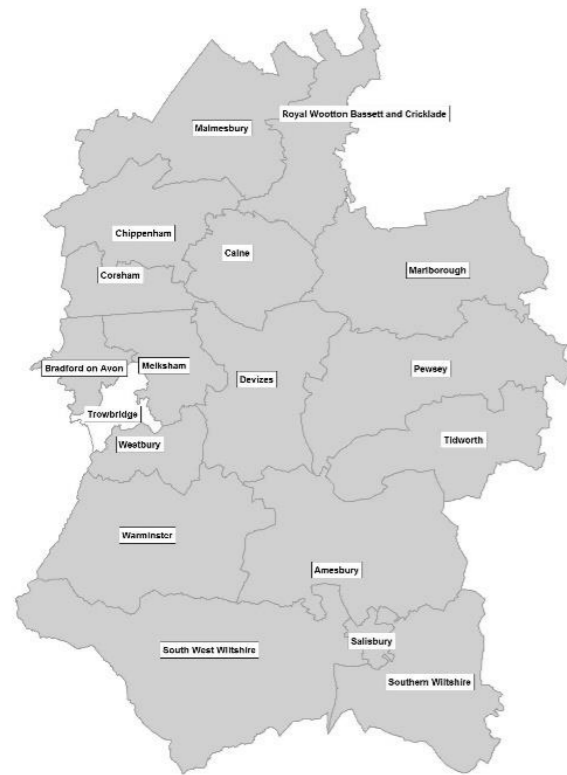 Royal Wootton Bassett and Cricklade
Malmesbury
Chippenham
Calne
Corsham
Marlborough
Bradford on Avon
Melksham
Devizes
Pewsey
Trowbridge
Westbury
Tidworth
Warminster
Amesbury
Salisbury
South West Wiltshire
Southern Wiltshire